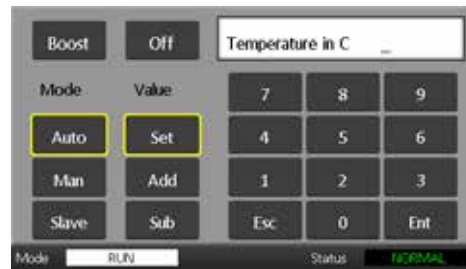 Boost Off Temperature in C _
Mode Value 7 8 9
Auto Set 4 5 6
Man Add 1 2 3
Slave Sub Esc 0 Ent
Mode RUN Status NORMAL